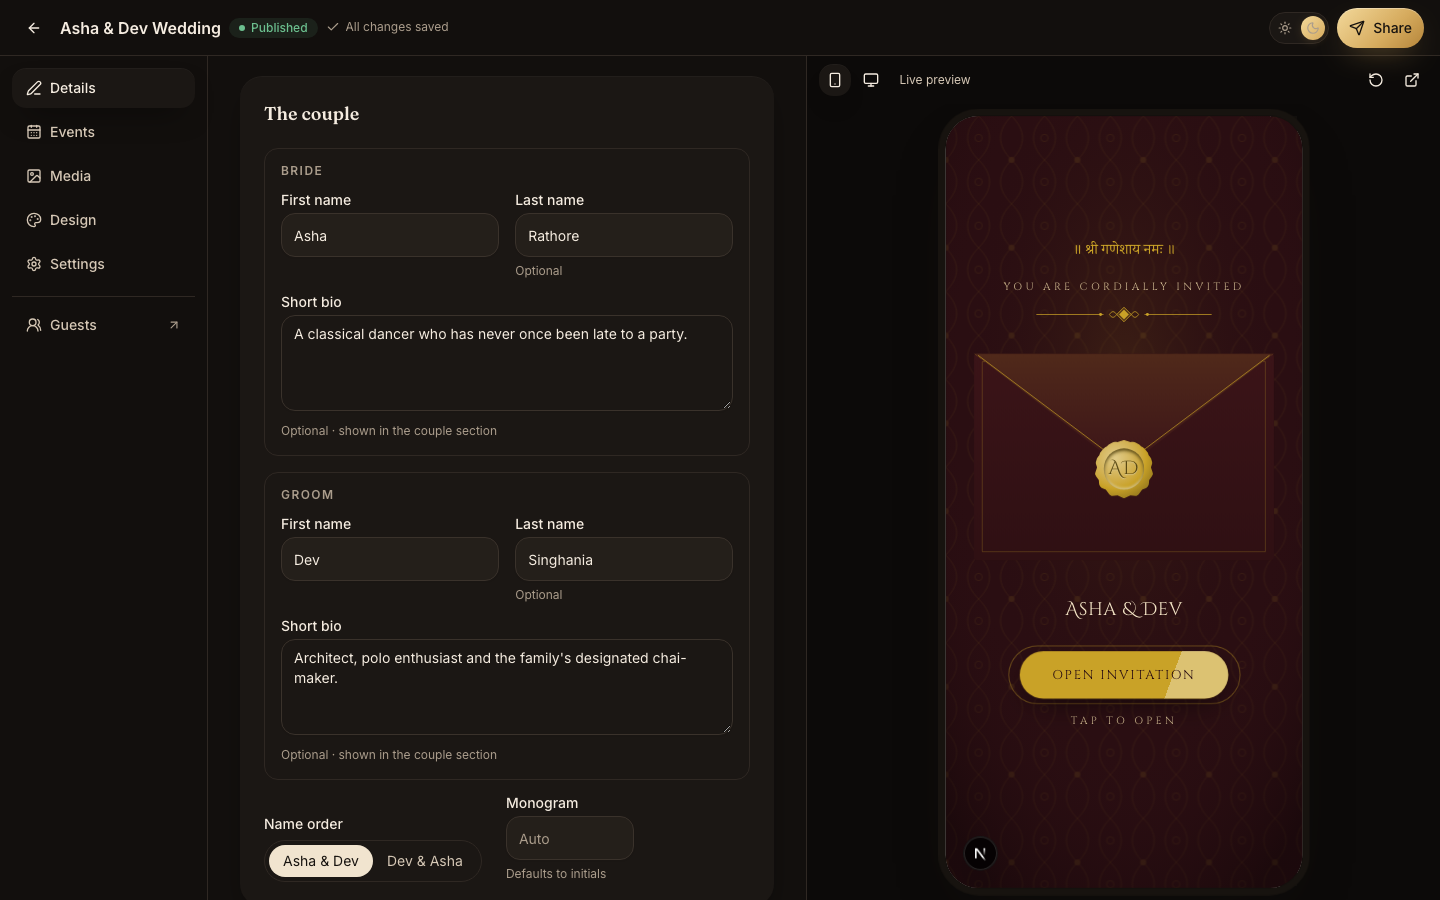 Asha & Dev Wedding
Published
All changes saved
Share
Details
Events
Media
Design
Settings
Guests
The couple
BRIDE
First name
Last name
Asha
Rathore
Optional
Short bio
A classical dancer who has never once been late to a party.
Optional · shown in the couple section
GROOM
First name
Last name
Dev
Singhania
Optional
Short bio
Architect, polo enthusiast and the family's designated chai-
maker.
Optional · shown in the couple section
Name order
Asha & Dev
Dev & Asha
Monogram
Auto
Defaults to initials
Live preview
॥ श्री गणेशाय नमः ॥
YOU ARE CORDIALLY INVITED
AD
ASHA & DEV
OPEN INVITATION
TAP TO OPEN
N